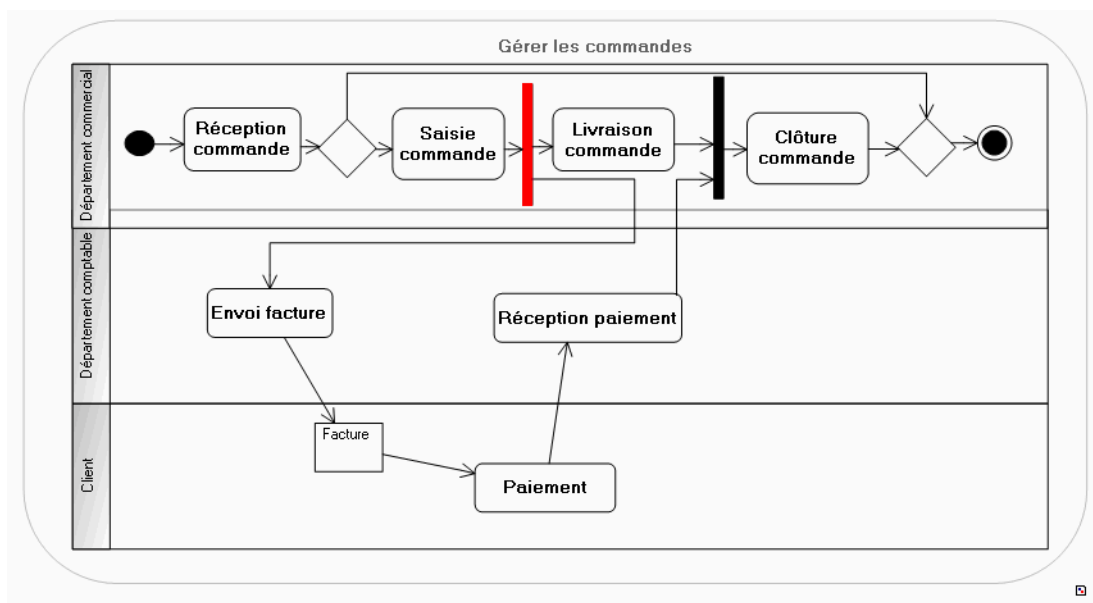 Gérer les commandes
Département commercial
Réception
commande
Saisie
commande
Livraison
commande
Clôture
commande
Département comptable
Envoi facture
Réception paiement
Client
Facture
Paiement